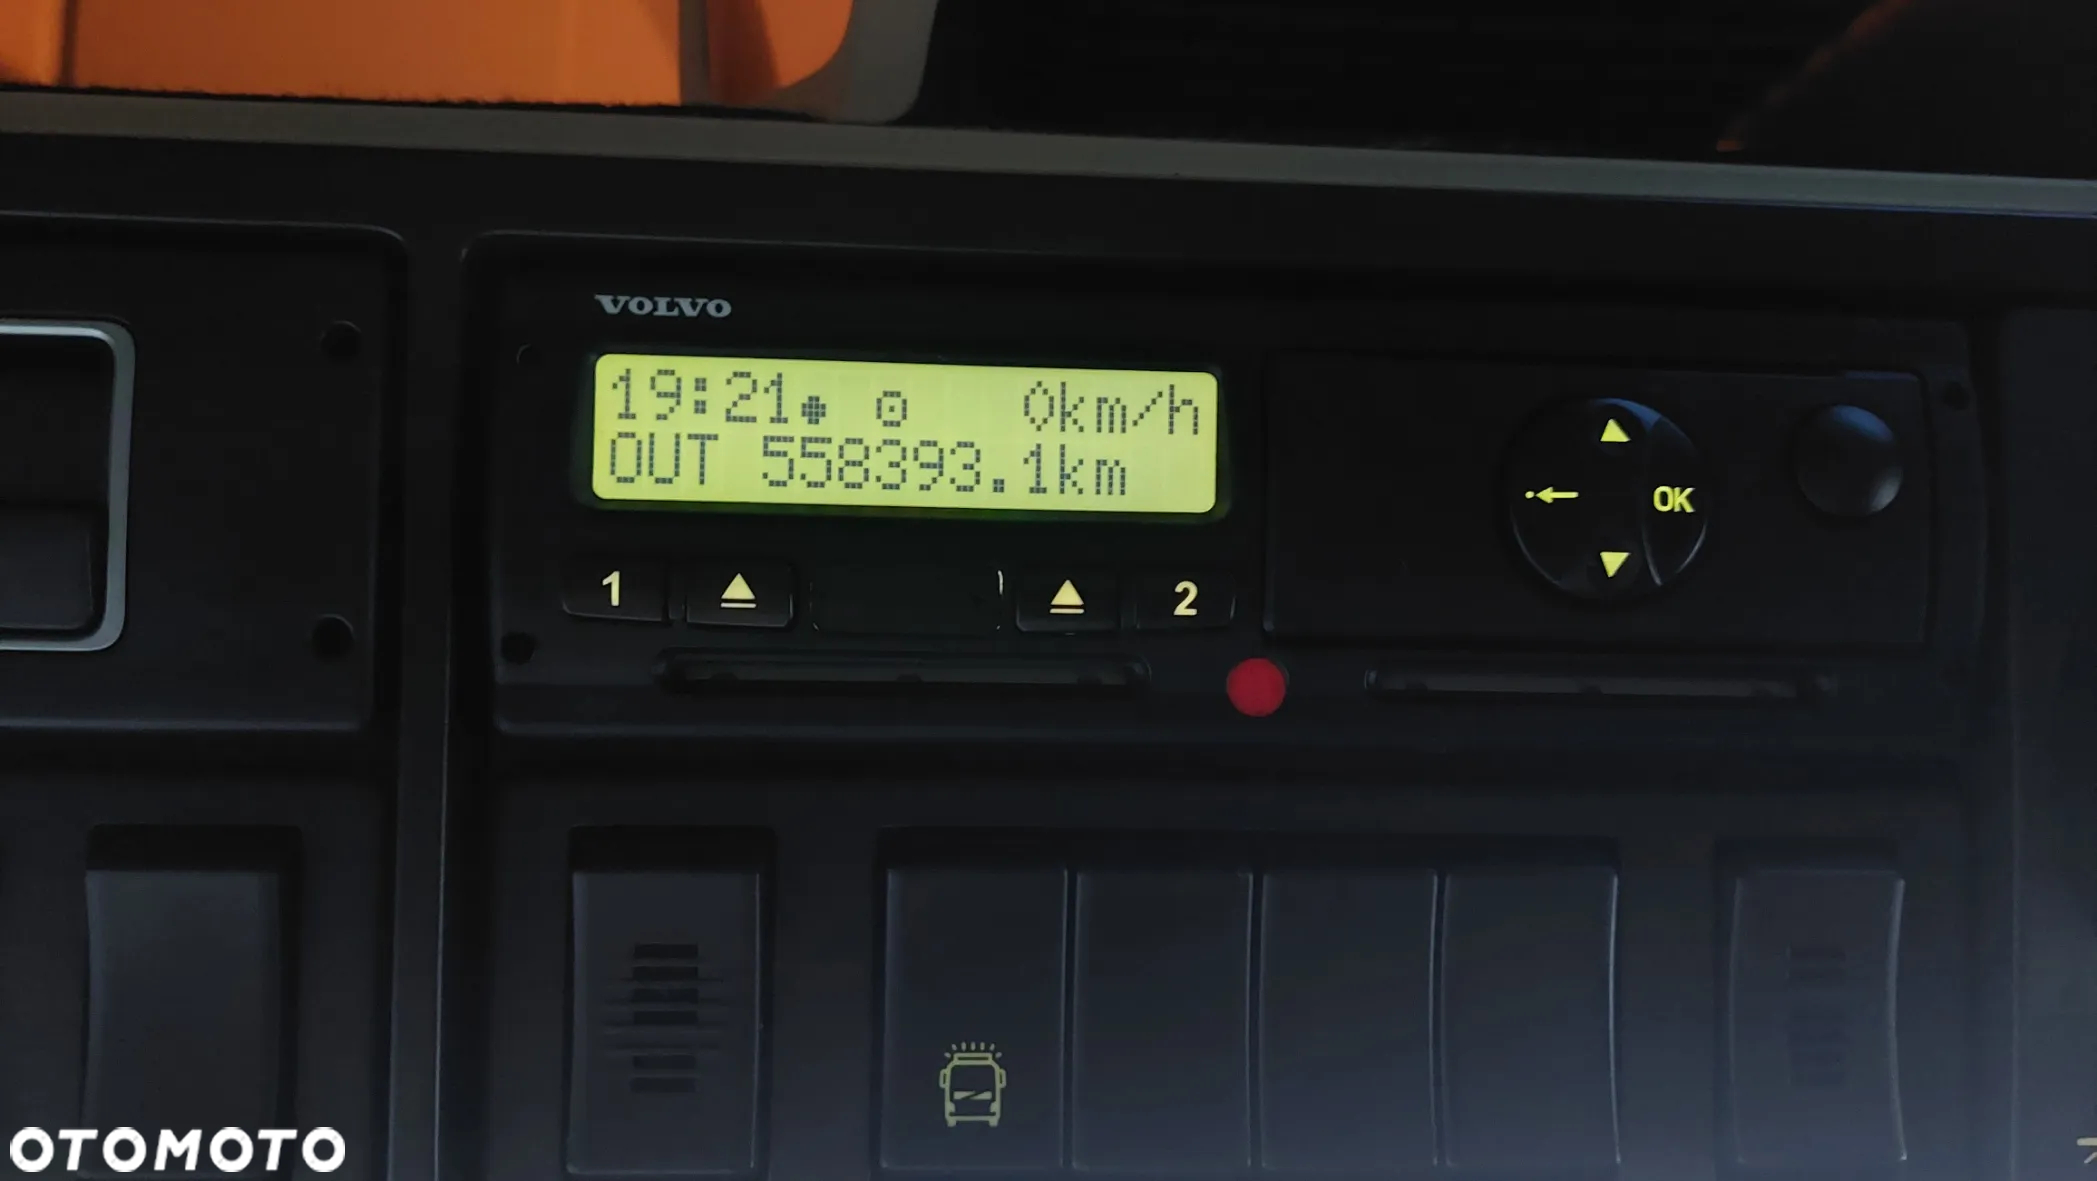 VOLVO
19:21 0km/h
OUT 558393.1km
1 2
OK
OTOMOTO